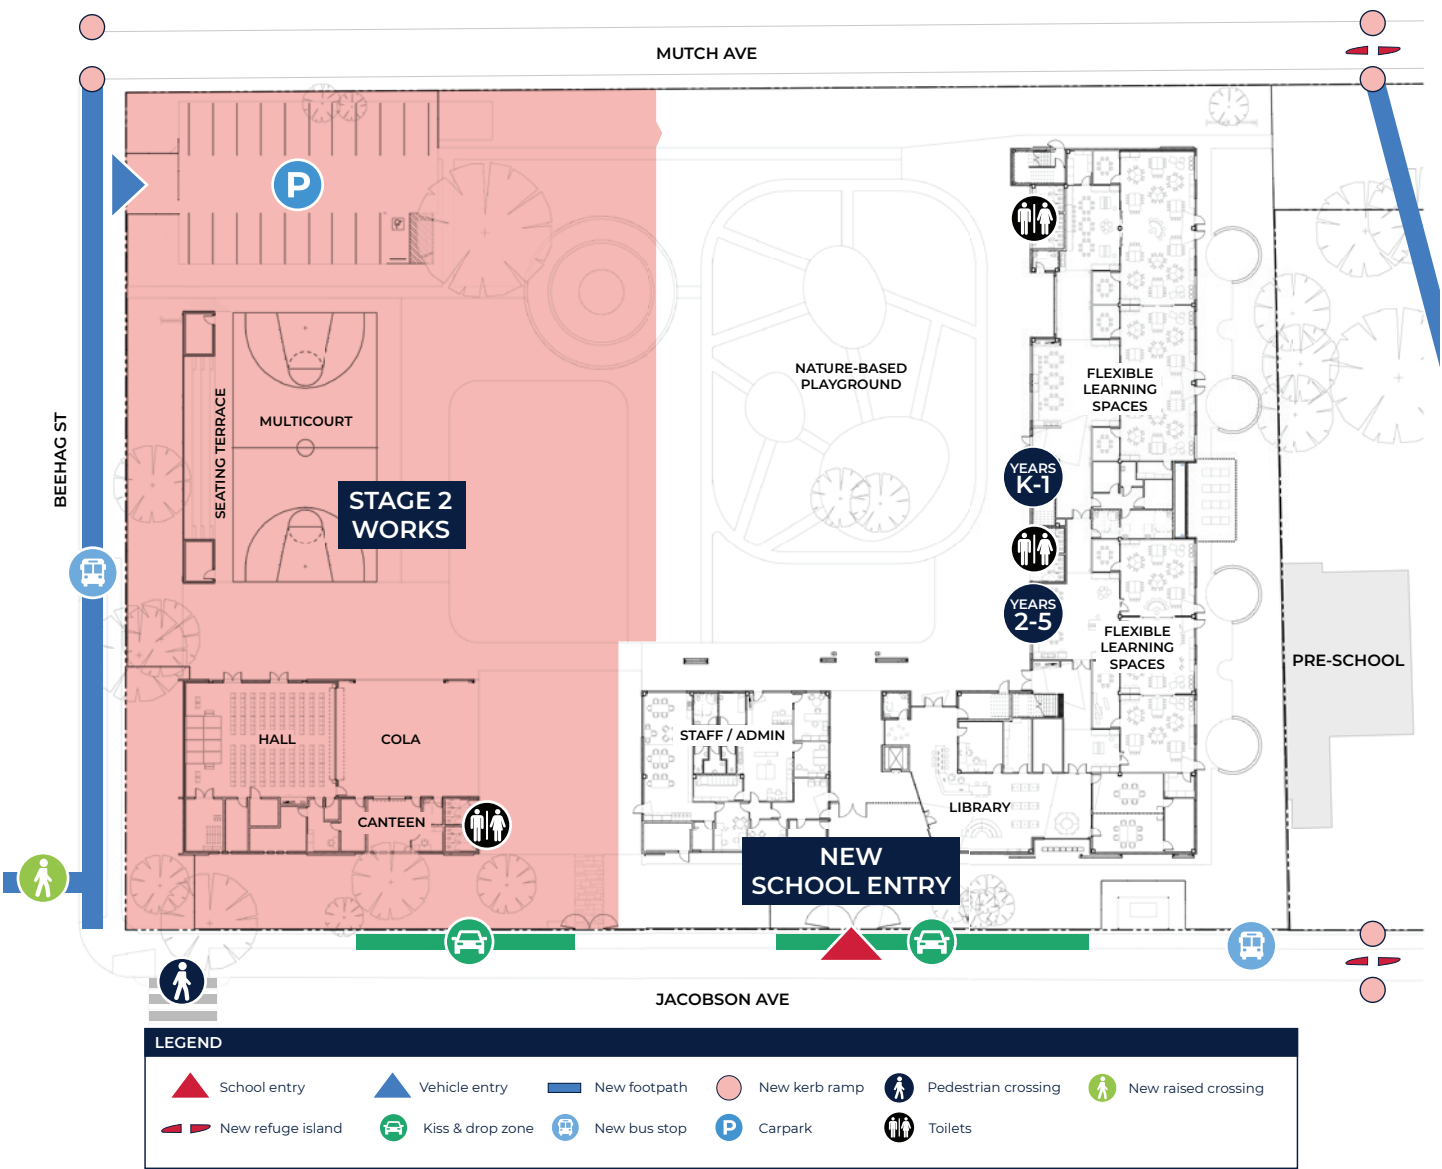 MUTCH AVE
P
BEEHAG ST
SEATING TERRACE
MULTICOURT
STAGE 2
WORKS
NATURE-BASED
PLAYGROUND
FLEXIBLE
LEARNING
SPACES
YEARS
K-1
YEARS
2-5
FLEXIBLE
LEARNING
SPACES
PRE-SCHOOL
HALL
COLA
CANTEEN
STAFF / ADMIN
LIBRARY
NEW
SCHOOL ENTRY
JACOBSON AVE
LEGEND
School entry
Vehicle entry
New footpath
New kerb ramp
Pedestrian crossing
New raised crossing
New refuge island
Kiss & drop zone
New bus stop
P
Carpark
Toilets